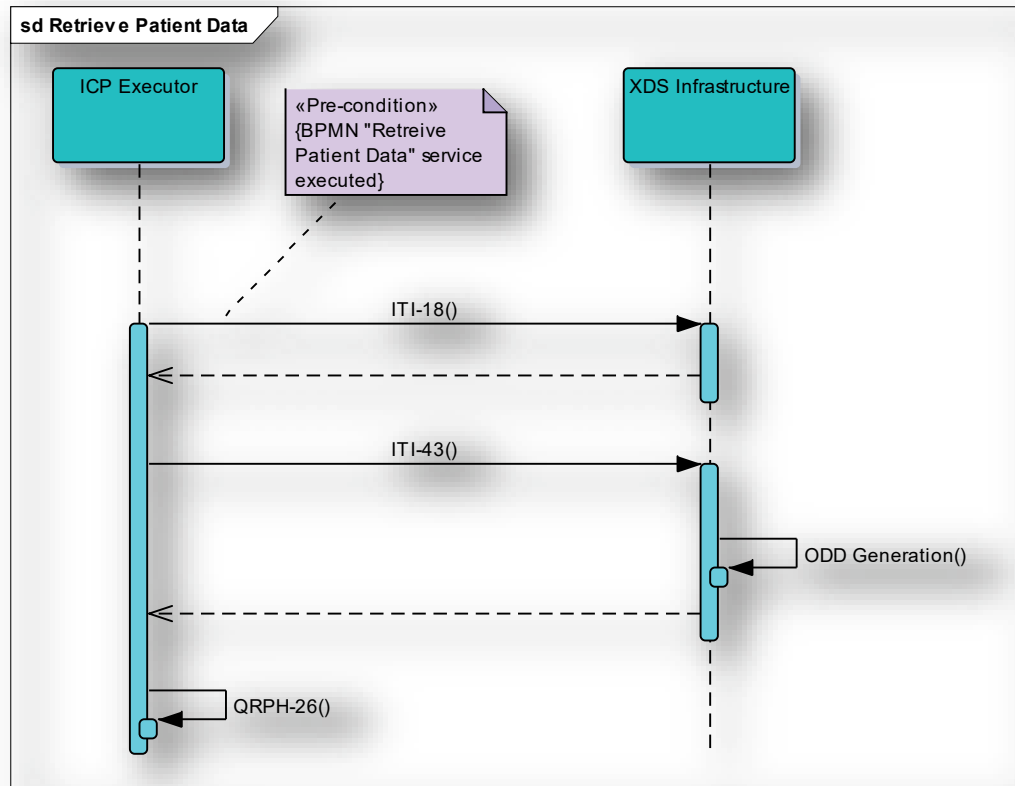 sd Retrieve Patient Data
ICP Executor
«Pre-condition»
{BPMN "Retreive
Patient Data" service
executed}
XDS Infrastructure
ITI-18()
ITI-43()
ODD Generation()
QRPH-26()